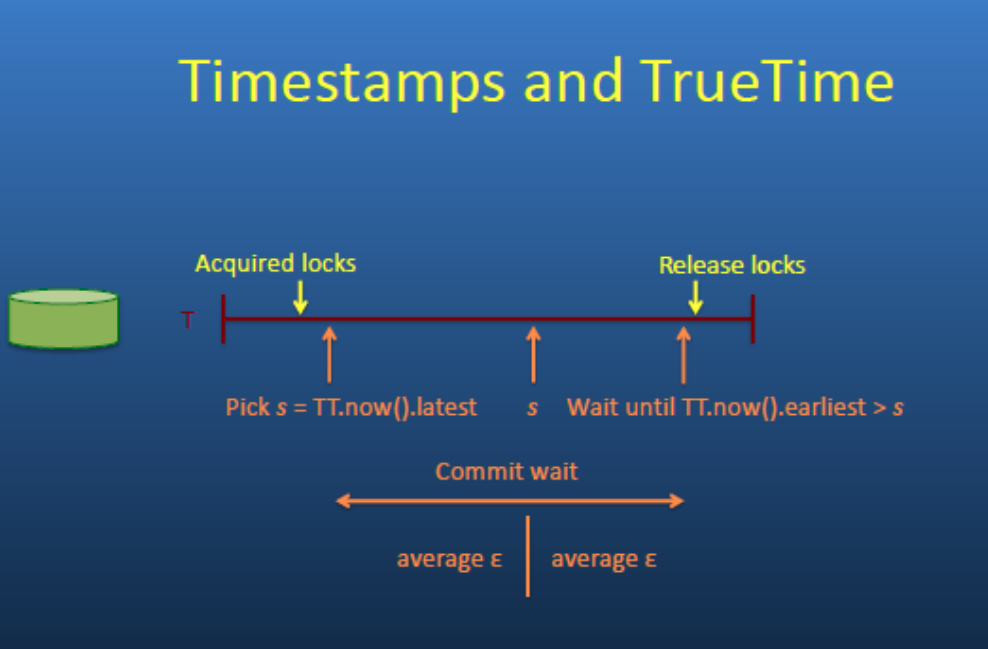 Timestamps and TrueTime
Acquired locks
Release locks
T
Pick s = TT.now().latest
s
Wait until TT.now().earliest > s
Commit wait
average ε
average ε